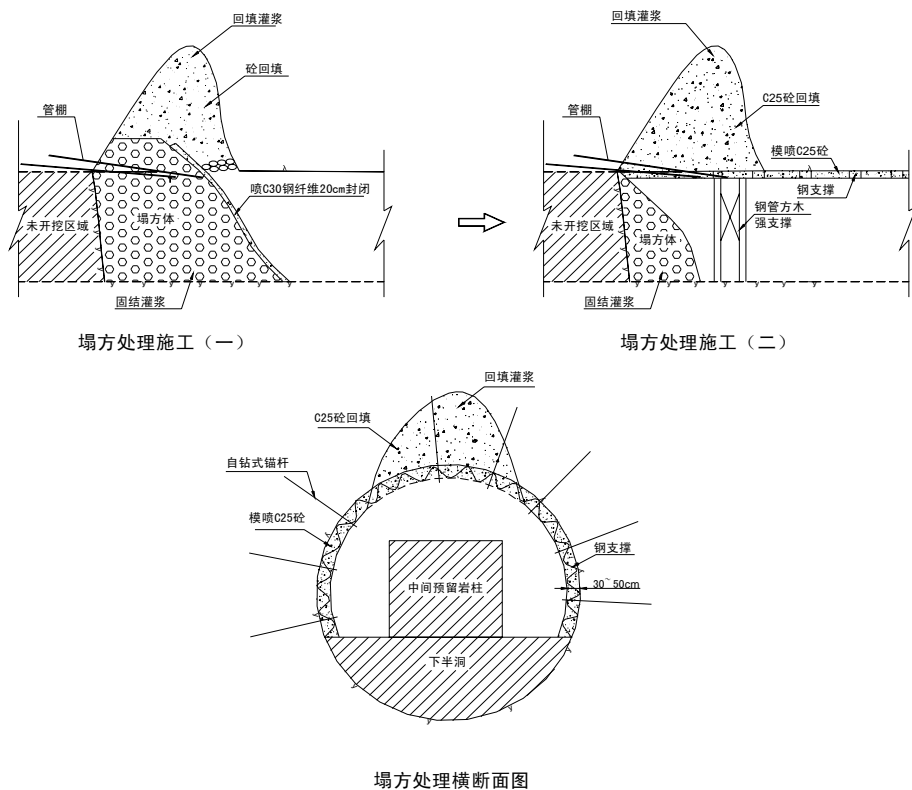 回填灌浆
砼回填
管棚
喷C30钢纤维20cm封闭
未开挖区域
塌方体
固结灌浆
塌方处理施工（一）
回填灌浆
C25砼回填
管棚
模喷C25砼
钢支撑
钢管方木
强支撑
未开挖区域
塌方体
固结灌浆
塌方处理施工（二）
回填灌浆
C25砼回填
自钻式锚杆
模喷C25砼
钢支撑
30~50cm
中间预留岩柱
下半洞
塌方处理横断面图